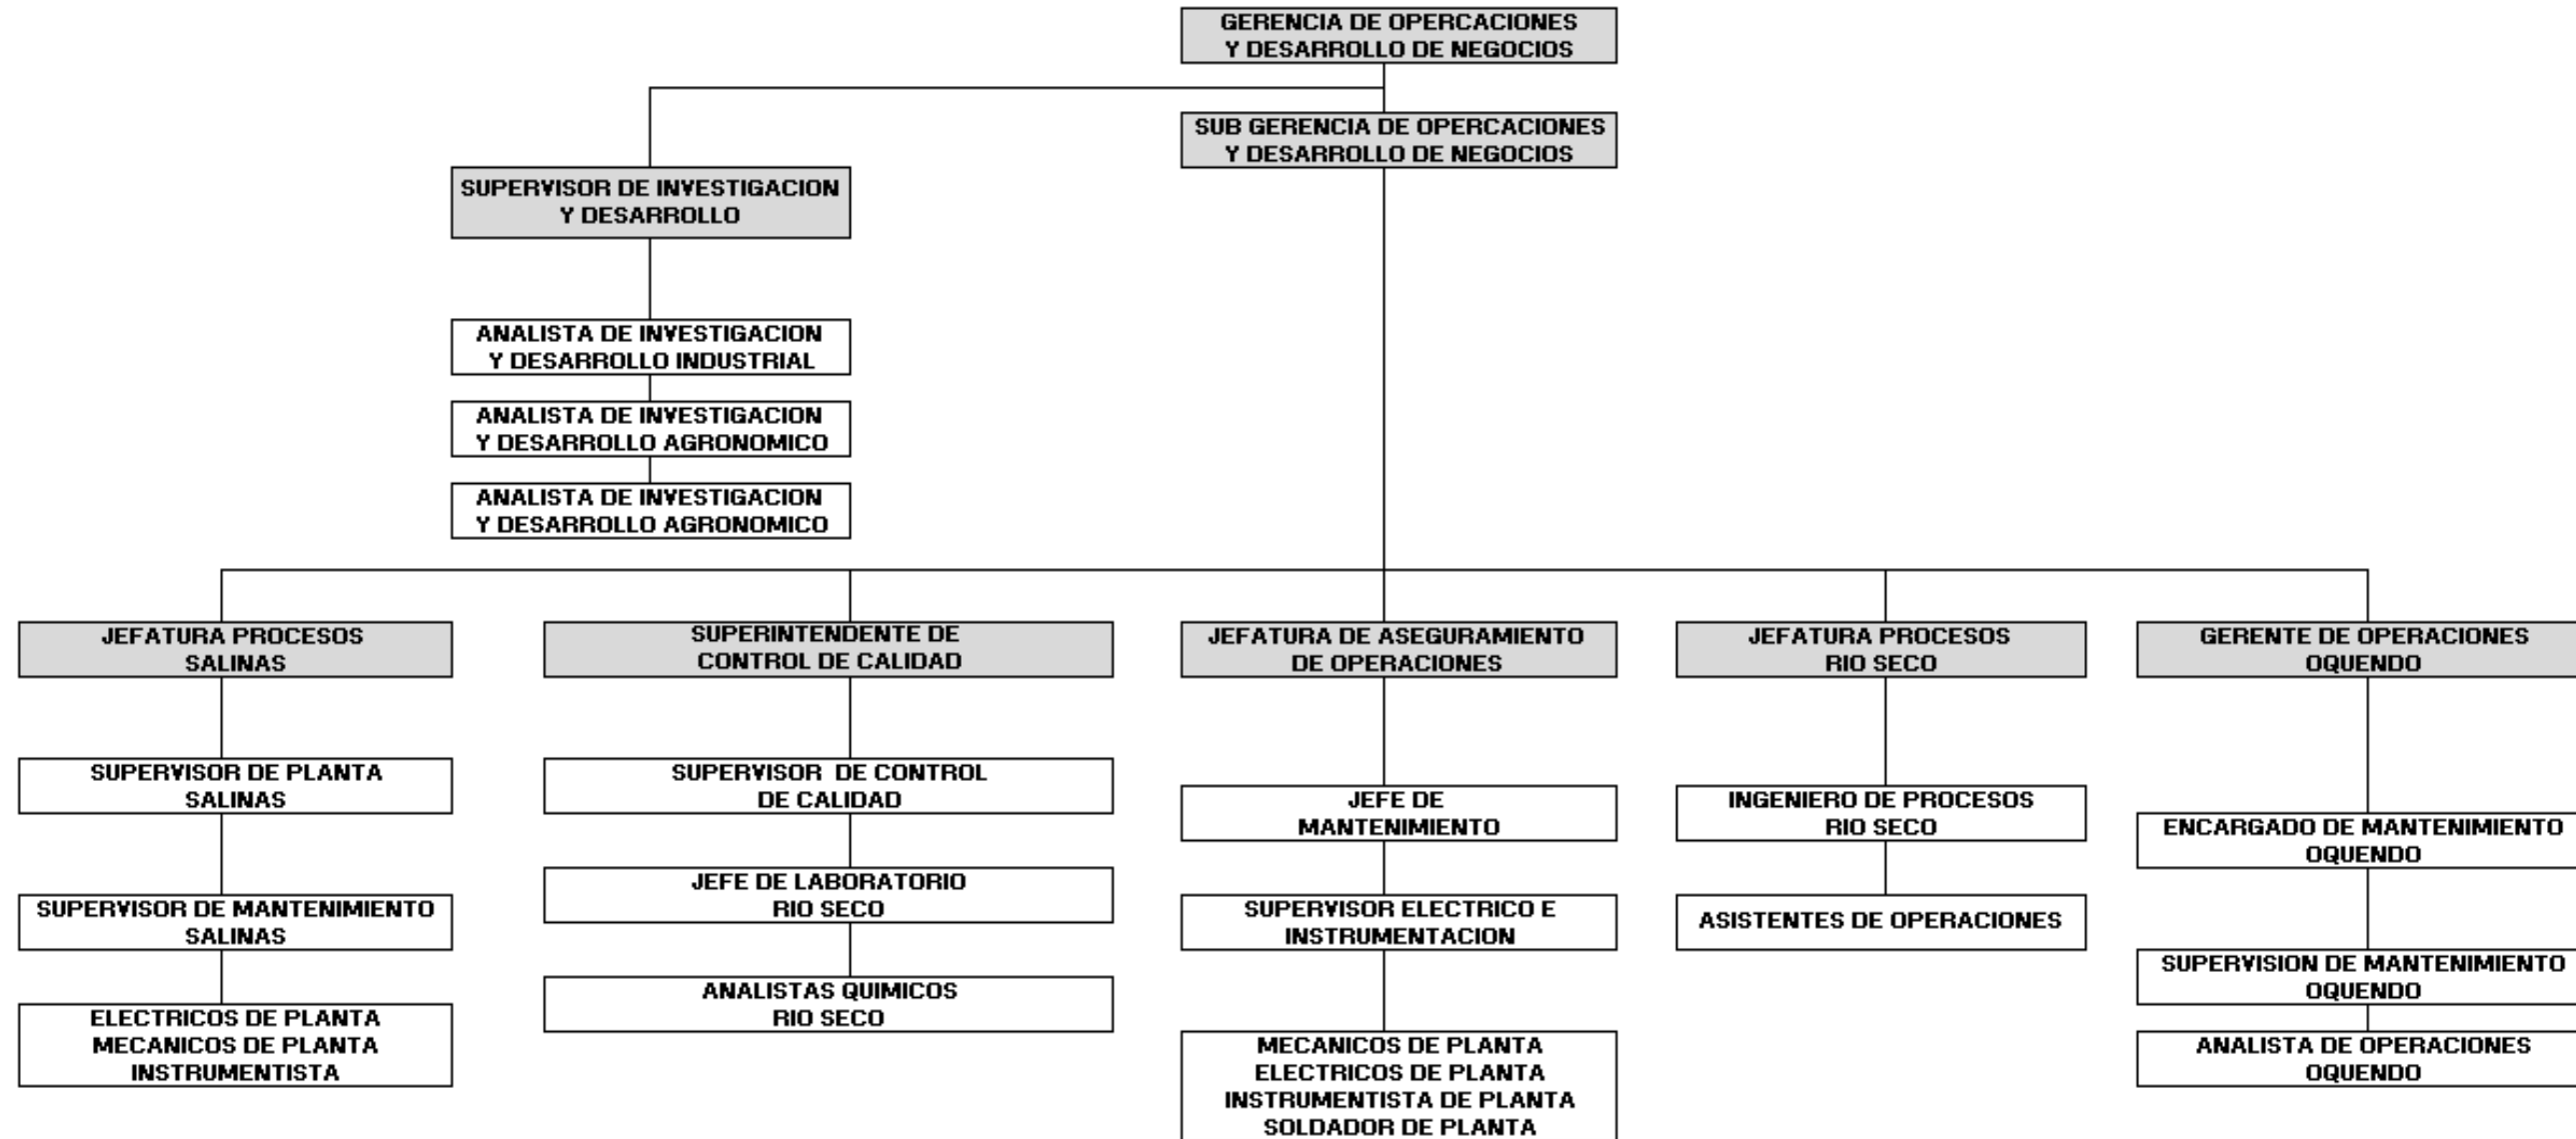 GERENCIA DE OPERCACIONES
Y DESARROLLO DE NEGOCIOS
SUB GERENCIA DE OPERCACIONES
Y DESARROLLO DE NEGOCIOS
SUPERVISOR DE INVESTIGACION
Y DESARROLLO
ANALISTA DE INVESTIGACION
Y DESARROLLO INDUSTRIAL
ANALISTA DE INVESTIGACION
Y DESARROLLO AGRONOMICO
ANALISTA DE INVESTIGACION
Y DESARROLLO AGRONOMICO
JEFATURA PROCESOS
SALINAS
SUPERVISOR DE PLANTA
SALINAS
SUPERVISOR DE MANTENIMIENTO
SALINAS
ELECTRICOS DE PLANTA
MECANICOS DE PLANTA
INSTRUMENTISTA
SUPERINTENDENTE DE
CONTROL DE CALIDAD
SUPERVISOR DE CONTROL
DE CALIDAD
JEFE DE LABORATORIO
RIO SECO
ANALISTAS QUIMICOS
RIO SECO
JEFATURA DE ASEGURAMIENTO
DE OPERACIONES
JEFE DE
MANTENIMIENTO
SUPERVISOR ELECTRICO E
INSTRUMENTACION
MECANICOS DE PLANTA
ELECTRICOS DE PLANTA
INSTRUMENTISTA DE PLANTA
SOLDADOR DE PLANTA
JEFATURA PROCESOS
RIO SECO
INGENIERO DE PROCESOS
RIO SECO
ASISTENTES DE OPERACIONES
GERENTE DE OPERACIONES
OQUENDO
ENCARGADO DE MANTENIMIENTO
OQUENDO
SUPERVISION DE MANTENIMIENTO
OQUENDO
ANALISTA DE OPERACIONES
OQUENDO